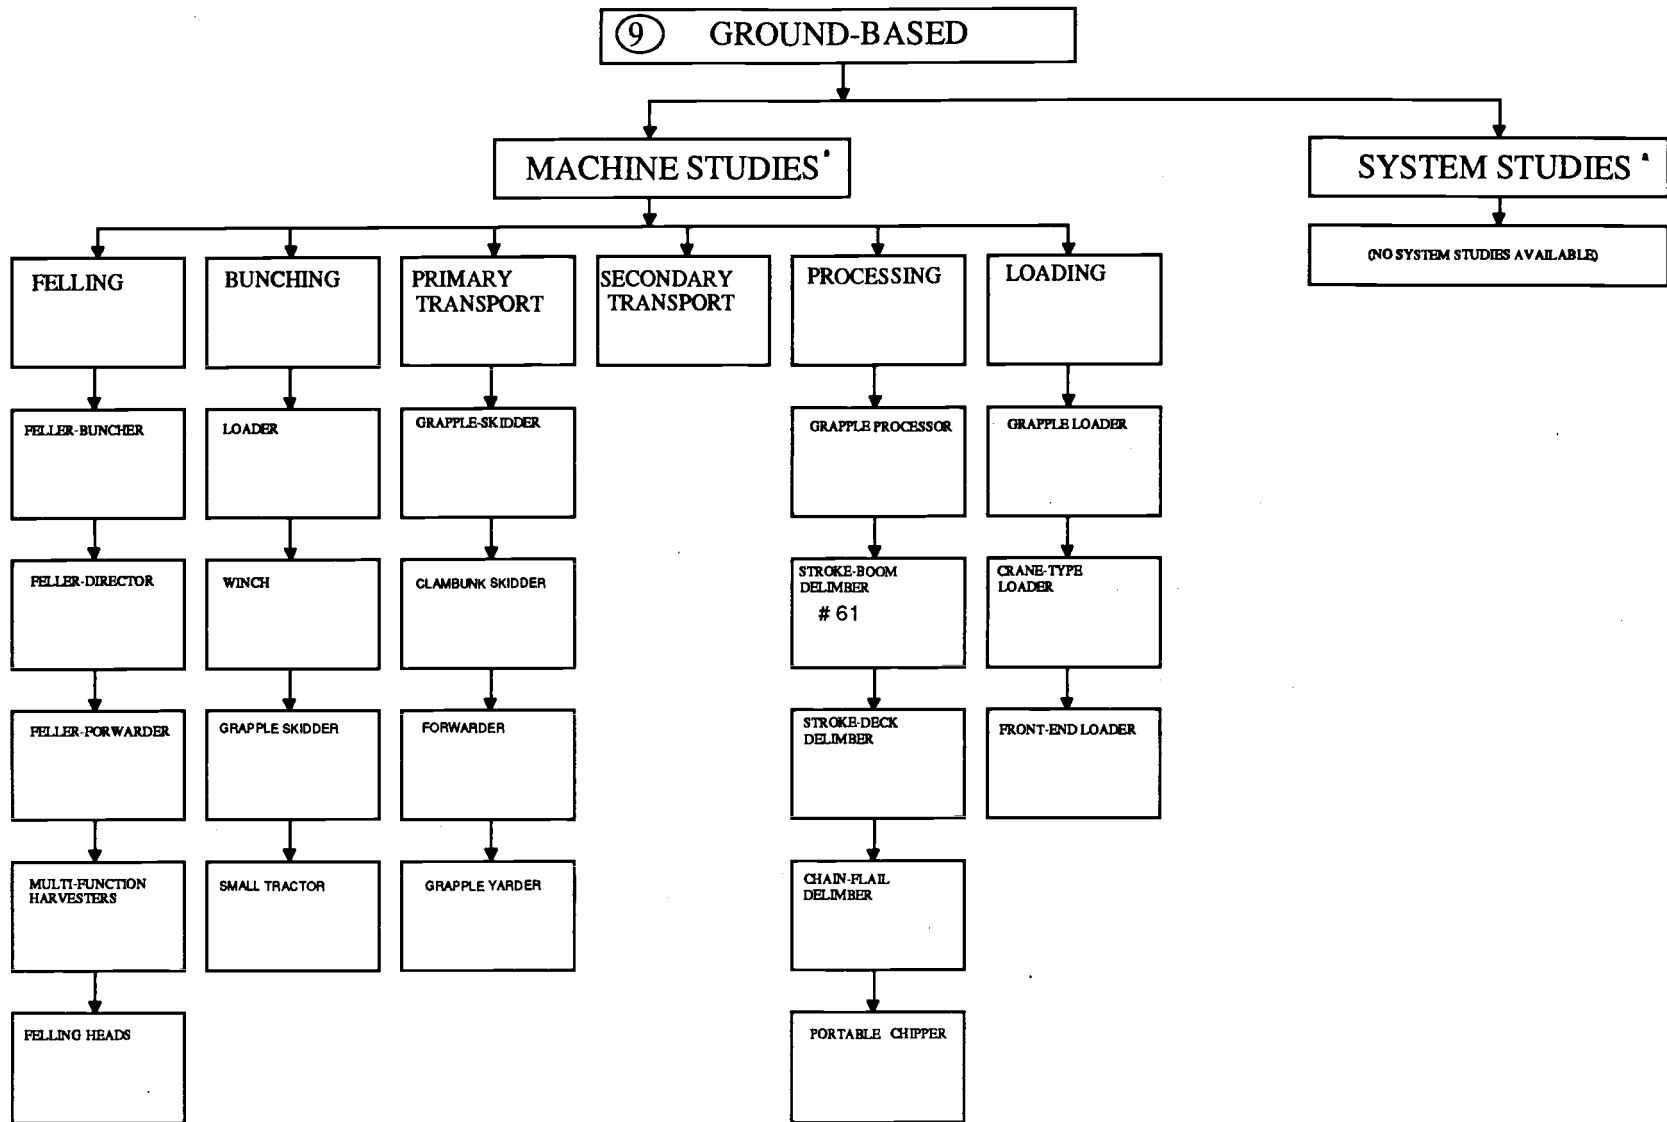 9 GROUND-BASED
MACHINE STUDIES a
SYSTEM STUDIES a
(NO SYSTEM STUDIES AVAILABLE)
FELLING
BUNCHING
PRIMARY
TRANSPORT
SECONDARY
TRANSPORT
PROCESSING
LOADING
FELLER-BUNCHER
LOADER
GRAPPLE-SKIDDER
GRAPPLE PROCESSOR
GRAPPLE LOADER
FELLER-DIRECTOR
WINCH
CLAMBUNK SKIDDER
STROKE-BOOM
DELIMBER
# 61
CRANE-TYPE
LOADER
FELLER-FORWARDER
GRAPPLE SKIDDER
FORWARDER
STROKE-DECK
DELIMBER
FRONT-END LOADER
MULTI-FUNCTION
HARVESTERS
SMALL TRACTOR
GRAPPLE YARDER
CHAIN-FLAIL
DELIMBER
FELLING HEADS
PORTABLE CHIPPER